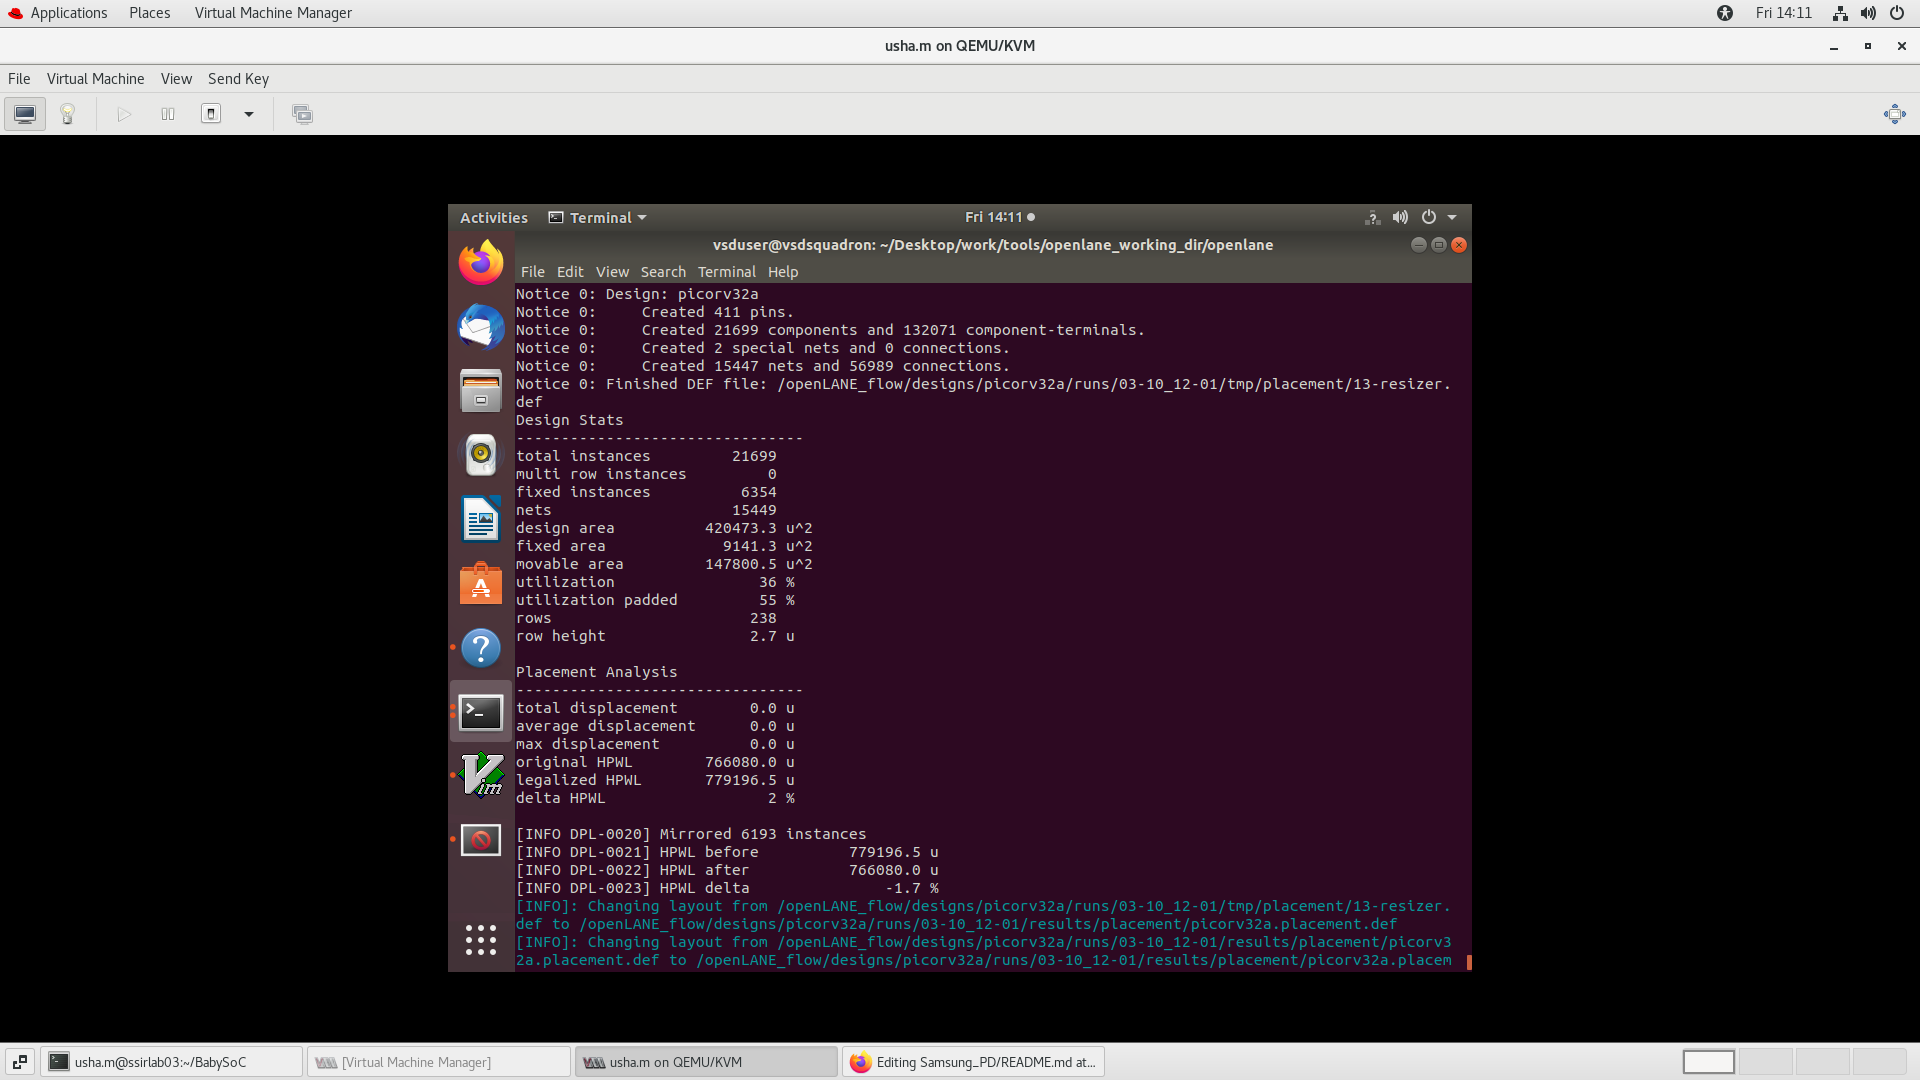 Applications Places Virtual Machine Manager Fri 14:11
usha.m on QEMU/KVM
File Virtual Machine View Send Key
Activities Terminal Fri 14:11
vsduser@vsdsquadron: ~/Desktop/work/tools/openlane_working_dir/openlane
File Edit View Search Terminal Help
Notice 0: Design: picorv32a
Notice 0:     Created 411 pins.
Notice 0:     Created 21699 components and 132071 component-terminals.
Notice 0:     Created 2 special nets and 0 connections.
Notice 0:     Created 15447 nets and 56989 connections.
Notice 0: Finished DEF file: /openLANE_flow/designs/picorv32a/runs/03-10_12-01/tmp/placement/13-resizer.
def
Design Stats
--------------------------------
total instances         21699
multi row instances         0
fixed instances          6354
nets                    15449
design area          420473.3 u^2
fixed area             9141.3 u^2
movable area         147800.5 u^2
utilization                36 %
utilization padded         55 %
rows                      238
row height                2.7 u
Placement Analysis
--------------------------------
total displacement        0.0 u
average displacement      0.0 u
max displacement          0.0 u
original HPWL        766080.0 u
legalized HPWL       779196.5 u
delta HPWL                  2 %
[INFO DPL-0020] Mirrored 6193 instances
[INFO DPL-0021] HPWL before          779196.5 u
[INFO DPL-0022] HPWL after           766080.0 u
[INFO DPL-0023] HPWL delta               -1.7 %
[INFO]: Changing layout from /openLANE_flow/designs/picorv32a/runs/03-10_12-01/tmp/placement/13-resizer.
def to /openLANE_flow/designs/picorv32a/runs/03-10_12-01/results/placement/picorv32a.placement.def
[INFO]: Changing layout from /openLANE_flow/designs/picorv32a/runs/03-10_12-01/results/placement/picorv3
2a.placement.def to /openLANE_flow/designs/picorv32a/runs/03-10_12-01/results/placement/picorv32a.placem
usha.m@ssirlab03:~/BabySoC [Virtual Machine Manager] usha.m on QEMU/KVM Editing Samsung_PD/README.md at...